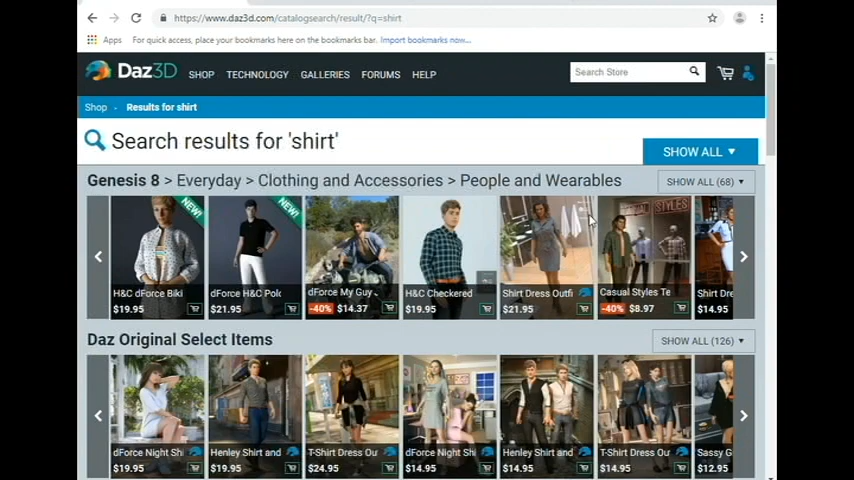 https://www.daz3d.com/catalogsearch/result/?q=shirt
Apps For quick access, place your bookmarks here on the bookmarks bar. Import bookmarks now...
Daz3D SHOP TECHNOLOGY GALLERIES FORUMS HELP Search Store
Shop - Results for shirt
Search results for 'shirt'
SHOW ALL ▼
Genesis 8 > Everyday > Clothing and Accessories > People and Wearables SHOW ALL (68) ▼
NEW! NEW! STYLES
H&C dForce Biki dForce H&C Polo dForce My Guy H&C Checkered Shirt Dress Outfi Casual Styles Te Shirt Dre
$19.95 $21.95 -40% $14.37 $19.95 $21.95 -40% $8.97 $14.95
Daz Original Select Items SHOW ALL (126) ▼
dForce Night Shi Henley Shirt and T-Shirt Dress Ou dForce Night Shi Henley Shirt and T-Shirt Dress Ou Sassy G
$19.95 $19.95 $24.95 $14.95 $14.95 $14.95 $12.95